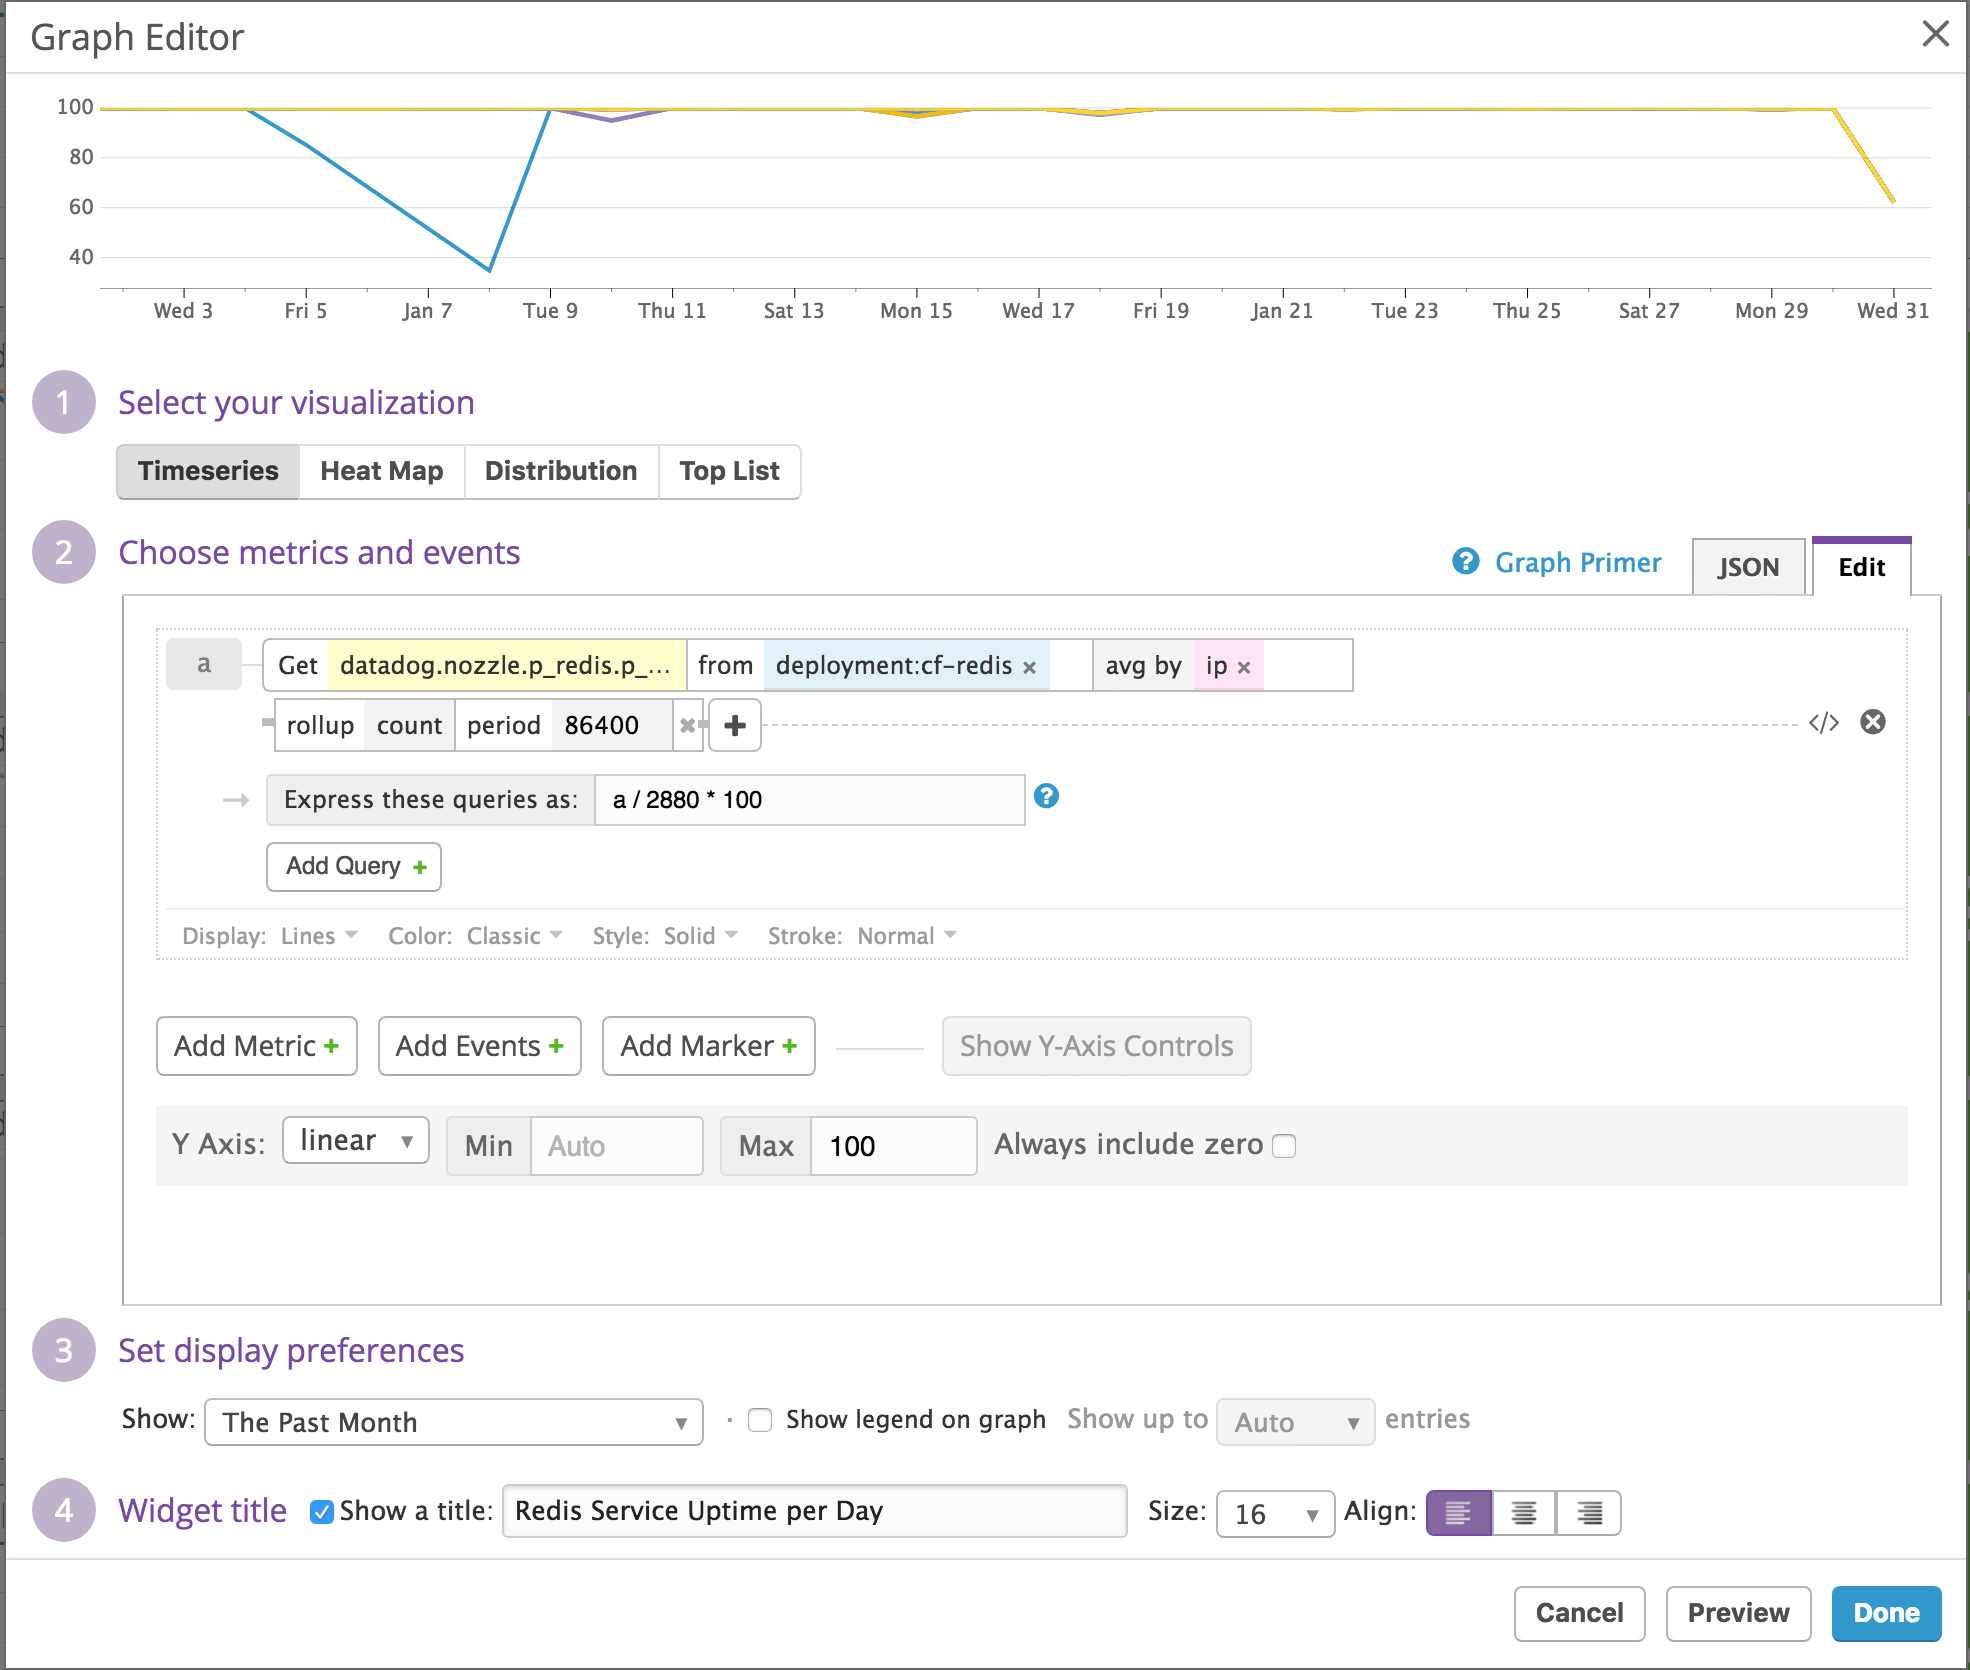 Graph Editor
100
80
60
40
Wed 3 Fri 5 Jan 7 Tue 9 Thu 11 Sat 13 Mon 15 Wed 17 Fri 19 Jan 21 Tue 23 Thu 25 Sat 27 Mon 29 Wed 31
1 Select your visualization
Timeseries Heat Map Distribution Top List
2 Choose metrics and events
? Graph Primer JSON Edit
a Get datadog.nozzle.p_redis.p_... from deployment:cf-redis × avg by ip ×
rollup count period 86400 × + </>
→ Express these queries as: a / 2880 * 100 ?
Add Query +
Display: Lines Color: Classic Style: Solid Stroke: Normal
Add Metric + Add Events + Add Marker + Show Y-Axis Controls
Y Axis: linear Min Auto Max 100 Always include zero
3 Set display preferences
Show: The Past Month · Show legend on graph Show up to Auto entries
4 Widget title Show a title: Redis Service Uptime per Day Size: 16 Align:
Cancel Preview Done